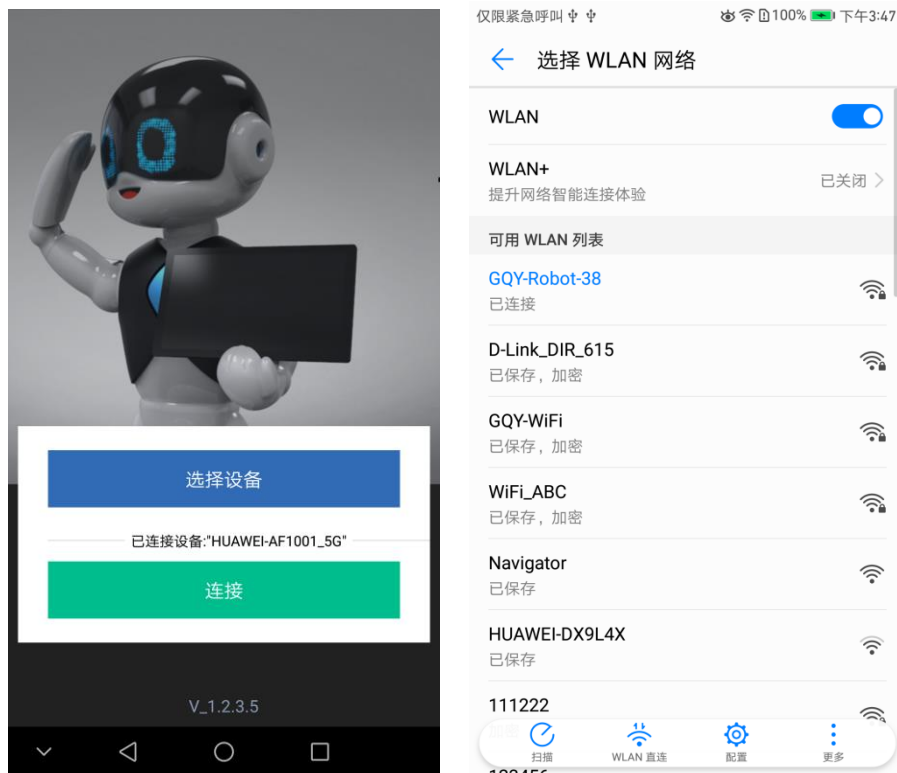 选择设备
已连接设备:"HUAWEI-AF1001_5G"
连接
V_1.2.3.5
仅限紧急呼叫
100%
下午3:47
选择 WLAN 网络
WLAN
WLAN+
提升网络智能连接体验
已关闭
可用 WLAN 列表
GQY-Robot-38
已连接
D-Link_DIR_615
已保存，加密
GQY-WiFi
已保存，加密
WiFi_ABC
已保存，加密
Navigator
已保存
HUAWEI-DX9L4X
已保存
111222
扫描
WLAN 直连
配置
更多